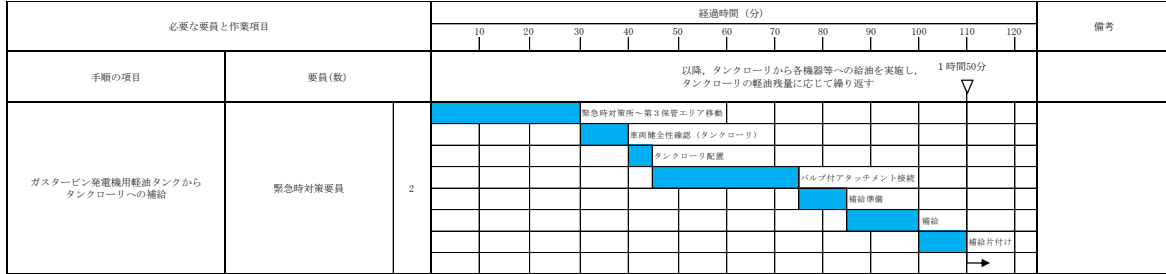 必要な要員と作業項目
経過時間（分）
備考
10 20 30 40 50 60 70 80 90 100 110 120
手順の項目
要員(数)
以降，タンクローリから各機器等への給油を実施し，
タンクローリの軽油残量に応じて繰り返す
1時間50分
ガスタービン発電機用軽油タンクから
タンクローリへの補給
緊急時対策要員
2
緊急時対策所～第３保管エリア移動
車両健全性確認（タンクローリ）
タンクローリ配置
バルブ付アタッチメント接続
補給準備
補給
補給片付け